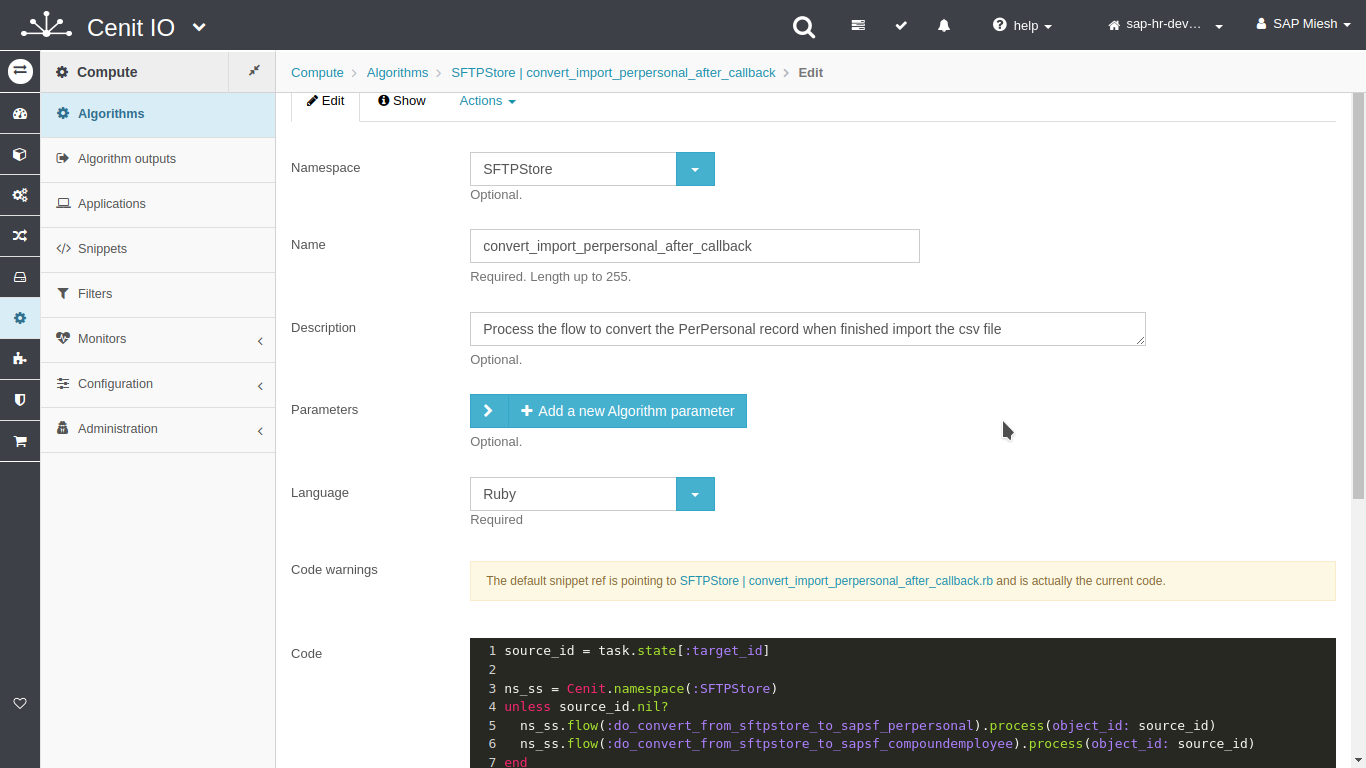 Cenit IO
help
sap-hr-dev…
SAP Miesh
Compute
Compute
Algorithms
SFTPStore | convert_import_perpersonal_after_callback
Edit
Algorithms
Algorithm outputs
Applications
Snippets
Filters
Monitors
Configuration
Administration
Edit
Show
Actions
Namespace
SFTPStore
Optional.
Name
convert_import_perpersonal_after_callback
Required. Length up to 255.
Description
Process the flow to convert the PerPersonal record when finished import the csv file
Optional.
Parameters
Add a new Algorithm parameter
Optional.
Language
Ruby
Required
Code warnings
The default snippet ref is pointing to SFTPStore | convert_import_perpersonal_after_callback.rb and is actually the current code.
Code
1 source_id = task.state[:target_id]
2
3 ns_ss = Cenit.namespace(:SFTPStore)
4 unless source_id.nil?
5   ns_ss.flow(:do_convert_from_sftpstore_to_sapsf_perpersonal).process(object_id: source_id)
6   ns_ss.flow(:do_convert_from_sftpstore_to_sapsf_compoundemployee).process(object_id: source_id)
7 end